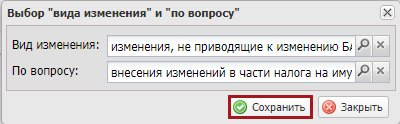 Выбор "вида изменения" и "по вопросу"
Вид изменения: изменения, не приводящие к изменению БА
По вопросу: внесения изменений в части налога на иму
Сохранить Закрыть